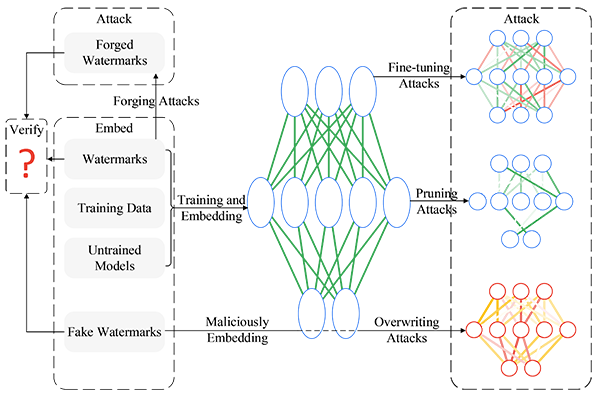 Attack
Forged
Watermarks
Forging Attacks
Verify
?
Embed
Watermarks
Training Data
Untrained
Models
Fake Watermarks
Training and
Embedding
Maliciously
Embedding
Fine-tuning
Attacks
Pruning
Attacks
Overwriting
Attacks
Attack